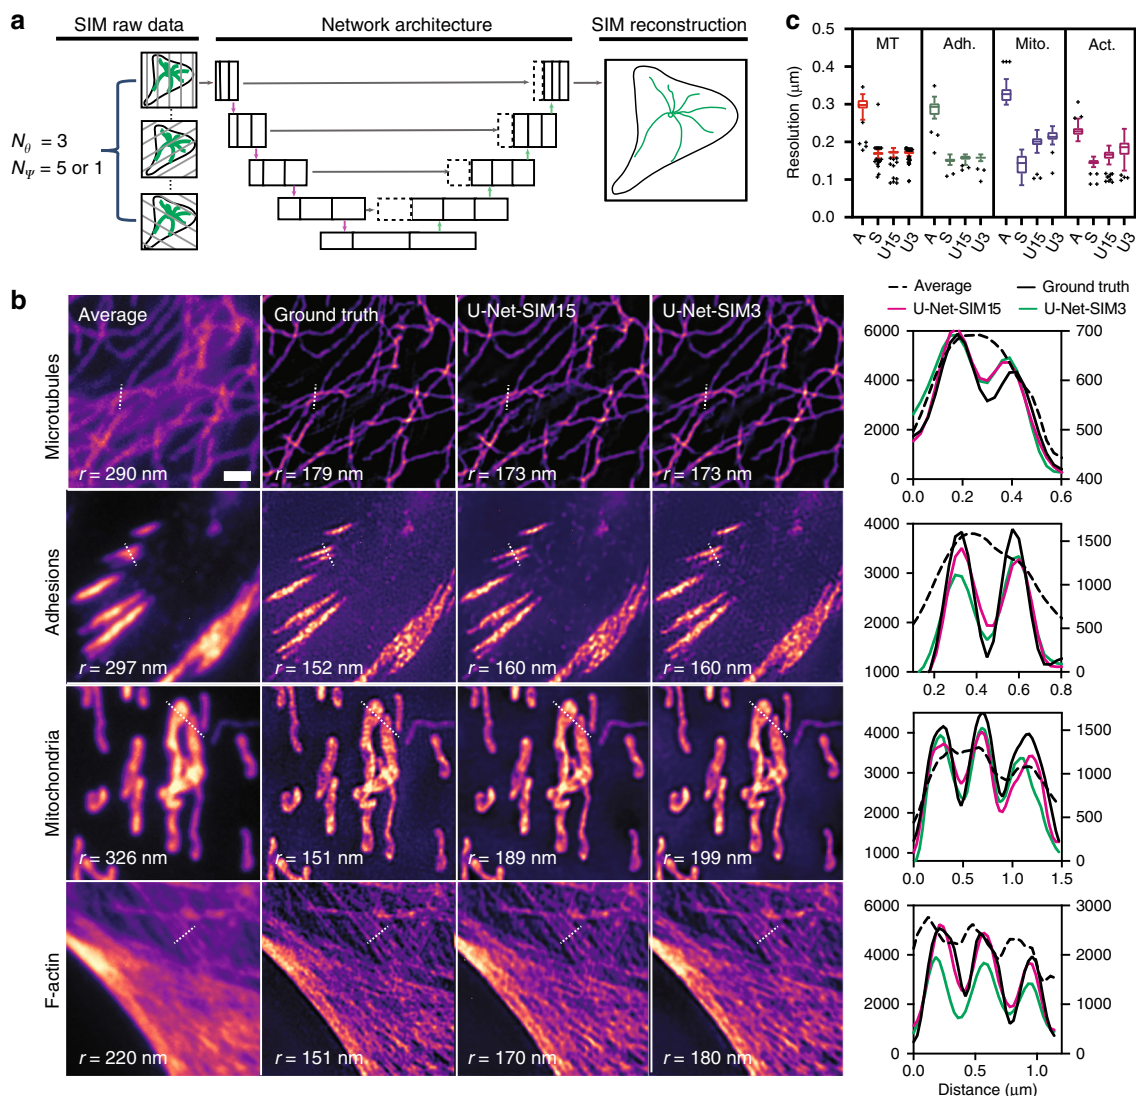 a
SIM raw data
Network architecture
SIM reconstruction
Nθ = 3
NΨ = 5 or 1
c
Resolution (μm)
0.5
0.4
0.3
0.2
0.1
0.0
MT
Adh.
Mito.
Act.
A S U15 U3
A S U15 U3
A S U15 U3
A S U15 U3
b
Average
Ground truth
U-Net-SIM15
U-Net-SIM3
Microtubules
r = 290 nm
r = 179 nm
r = 173 nm
r = 173 nm
Adhesions
r = 297 nm
r = 152 nm
r = 160 nm
r = 160 nm
Mitochondria
r = 326 nm
r = 151 nm
r = 189 nm
r = 199 nm
F-actin
r = 220 nm
r = 151 nm
r = 170 nm
r = 180 nm
Average
Ground truth
U-Net-SIM15
U-Net-SIM3
6000
4000
2000
0
700
600
500
400
0.0 0.2 0.4 0.6
4000
3000
2000
1000
1500
1000
500
0
0.2 0.4 0.6 0.8
4000
3000
2000
1000
1500
1000
500
0
0.0 0.5 1.0 1.5
6000
4000
2000
0
3000
2000
1000
0
0.0 0.5 1.0
Distance (μm)